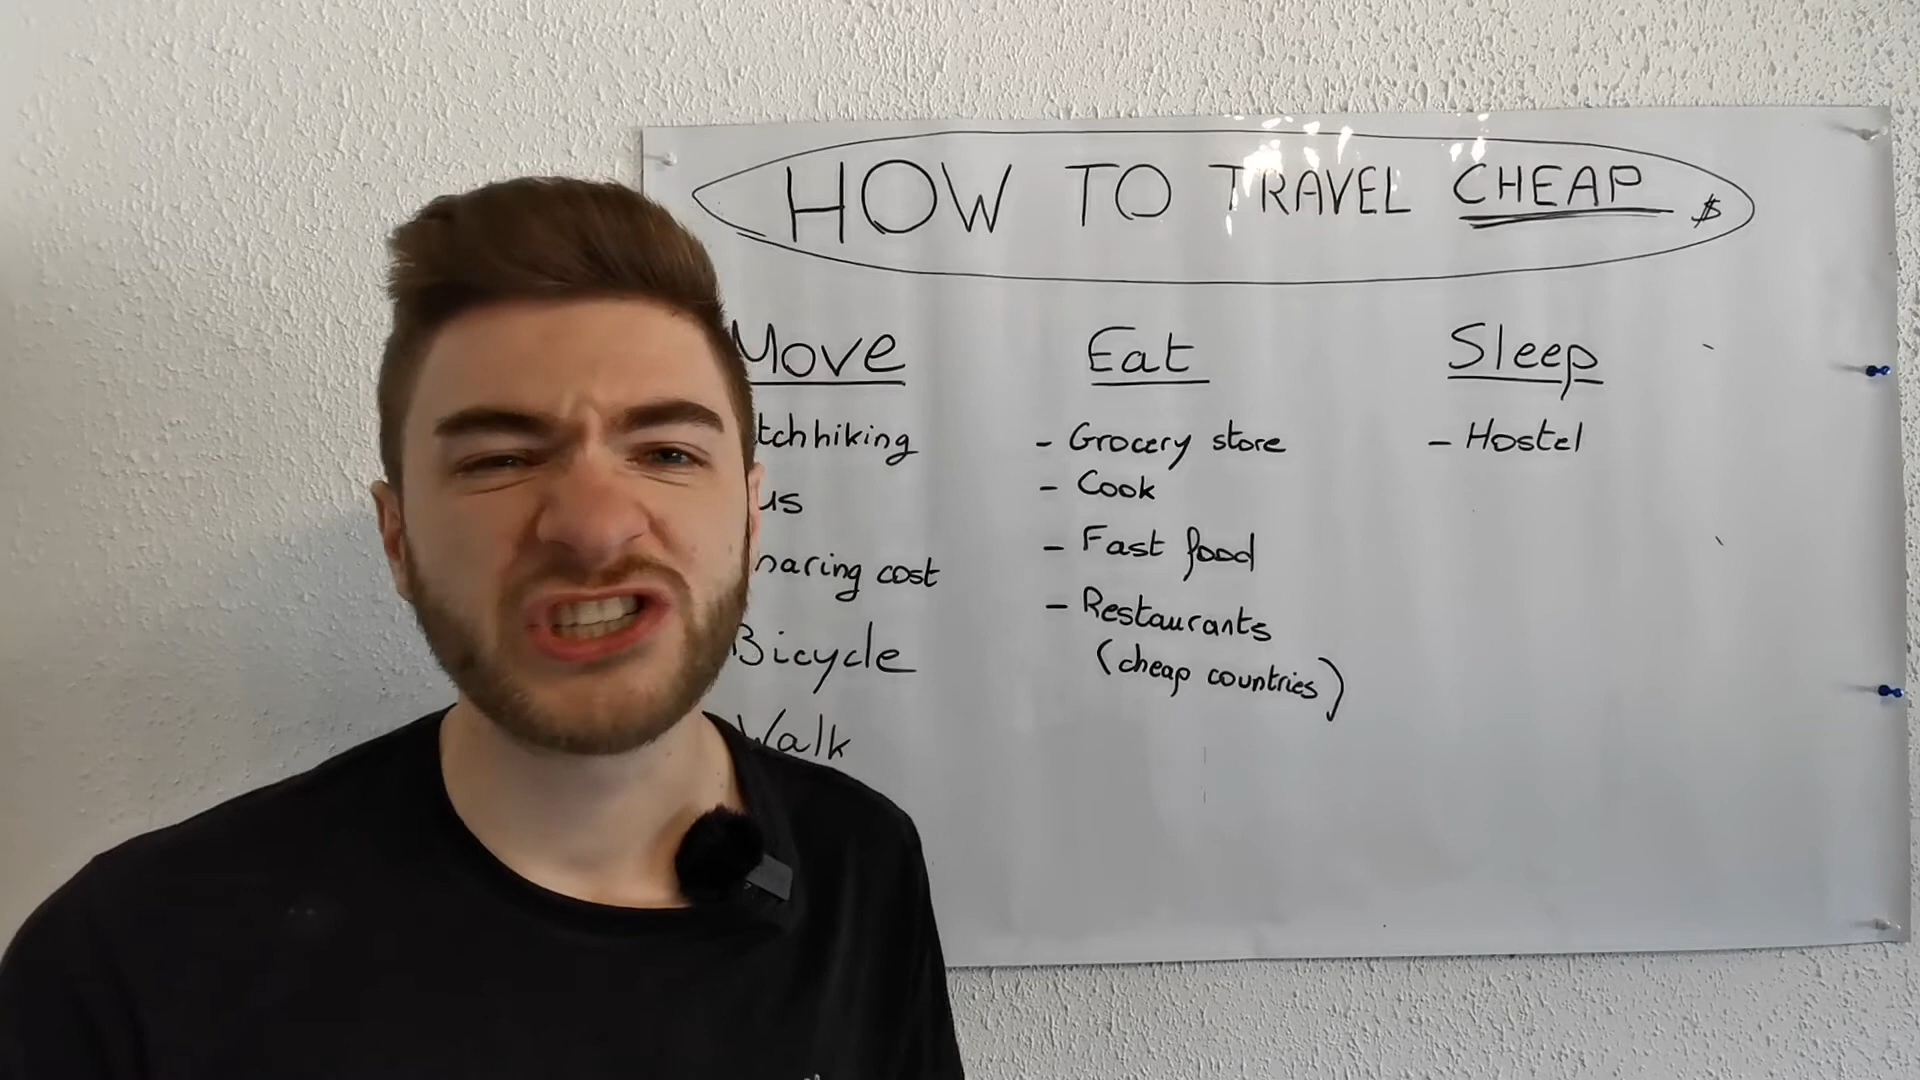 HOW TO TRAVEL CHEAP $
Move
tchhiking
us
haring cost
Bicycle
Walk
Eat
- Grocery store
- Cook
- Fast food
- Restaurants
(cheap countries)
Sleep
- Hostel